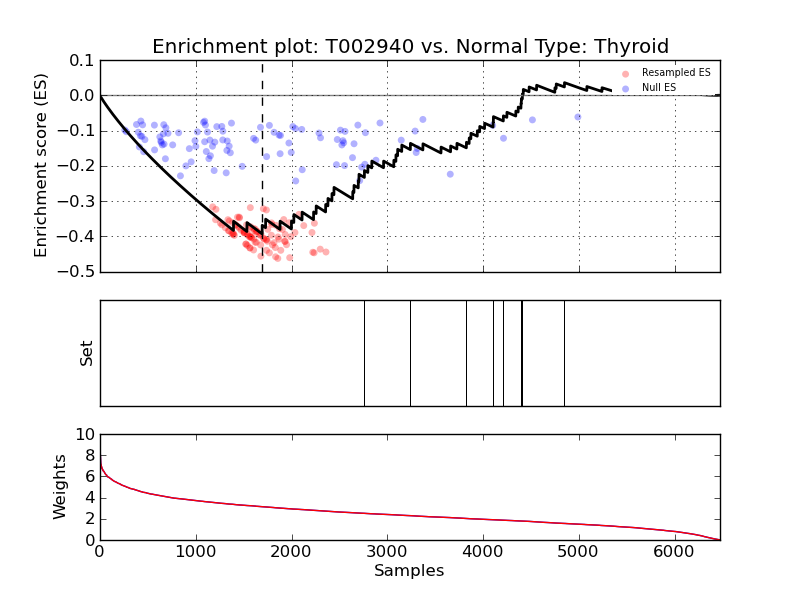 Enrichment plot: T002940 vs. Normal Type: Thyroid
Enrichment score (ES)
0.1
0.0
−0.1
−0.2
−0.3
−0.4
−0.5
Resampled ES
Null ES
Set
Weights
10
8
6
4
2
0
0 1000 2000 3000 4000 5000 6000
Samples